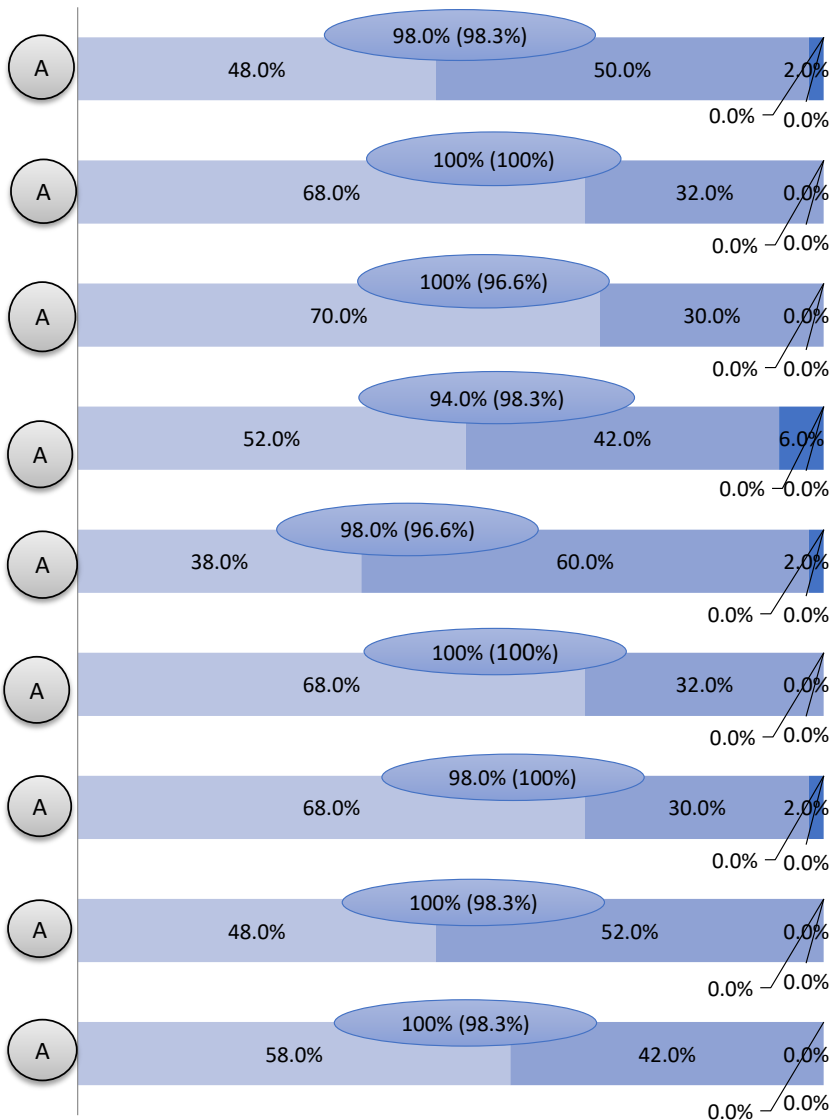 98.0% (98.3%)
A 48.0% 50.0% 2.0%
0.0% 0.0%
100% (100%)
A 68.0% 32.0% 0.0%
0.0% 0.0%
100% (96.6%)
A 70.0% 30.0% 0.0%
0.0% 0.0%
94.0% (98.3%)
A 52.0% 42.0% 6.0%
0.0% 0.0%
98.0% (96.6%)
A 38.0% 60.0% 2.0%
0.0% 0.0%
100% (100%)
A 68.0% 32.0% 0.0%
0.0% 0.0%
98.0% (100%)
A 68.0% 30.0% 2.0%
0.0% 0.0%
100% (98.3%)
A 48.0% 52.0% 0.0%
0.0% 0.0%
100% (98.3%)
A 58.0% 42.0% 0.0%
0.0% 0.0%